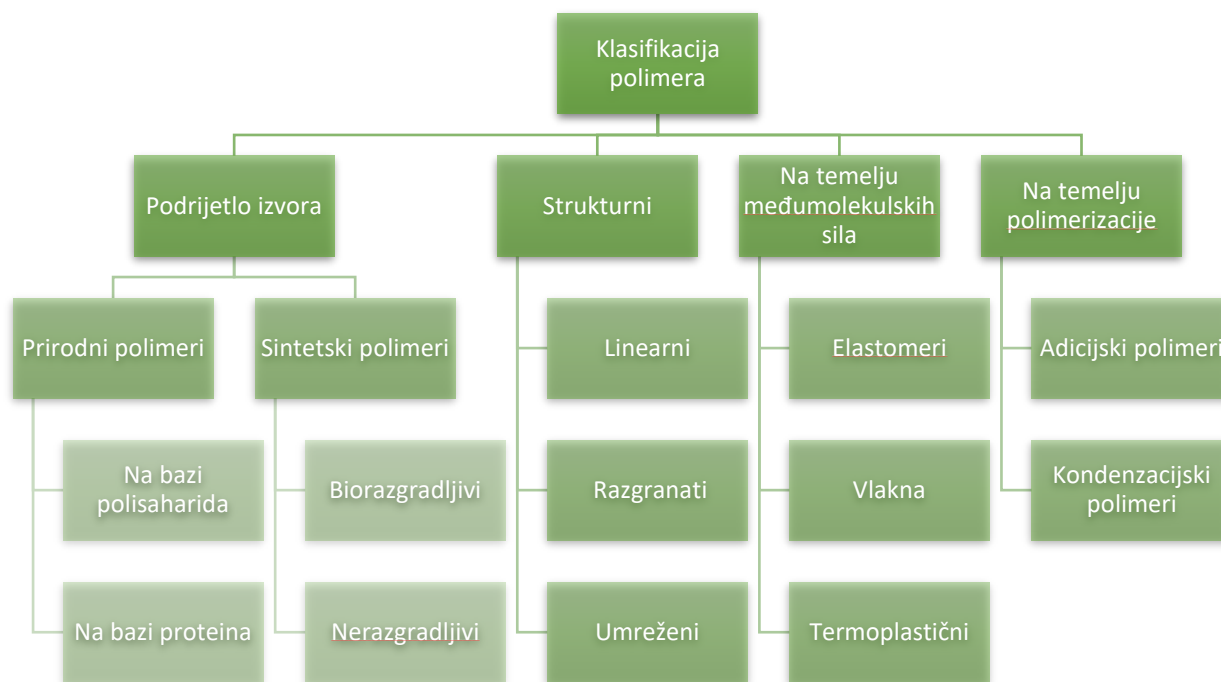 Klasifikacija
polimera
Podrijetlo izvora
Strukturni
Na temelju
međumolekulskih
sila
Na temelju
polimerizacije
Prirodni polimeri
Sintetski polimeri
Linearni
Elastomeri
Adicijski polimeri
Na bazi
polisaharida
Biorazgradljivi
Razgranati
Vlakna
Kondenzacijski
polimeri
Na bazi proteina
Nerazgradljivi
Umreženi
Termoplastični